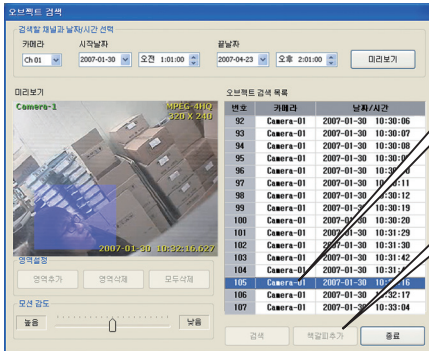 오브젝트 검색
검색할 채널과 날짜/시간 선택
카메라 시작날짜 끝날짜
Ch 01 2007-01-30 오전 1:01:00 2007-04-23 오후 2:01:00 미리보기
미리보기
Camera-1 MPEG-4HQ
320 X 240
2007-01-30 10:32:16.627
영역설정
영역추가 영역삭제 모두삭제
모션 감도
높음 낮음
오브젝트 검색 목록
번호 카메라 날짜/시간
92 Camera-01 2007-01-30 10:30:06
93 Camera-01 2007-01-30 10:30:07
94 Camera-01 2007-01-30 10:30:08
95 Camera-01 2007-01-30
96 Camera-01 2007-01-30
97 Camera-01 2007-01-30
98 Camera-01 2007-01-30 10:30:12
99 Camera-01 2007-01-30 10:30:19
100 Camera-01 2007-01-30 10:30:20
101 Camera-01 2007-01-30 10:31:29
102 Camera-01 2007-01-30 10:31:30
103 Camera-01 2007-01-30 10:31:42
104 Camera-01 2007-01-30
105 Camera-01 2007-01-30
106 Camera-01 2007-01-30 10:32:17
107 Camera-01 2007-01-30 10:33:04
검색 책갈피추가 종료